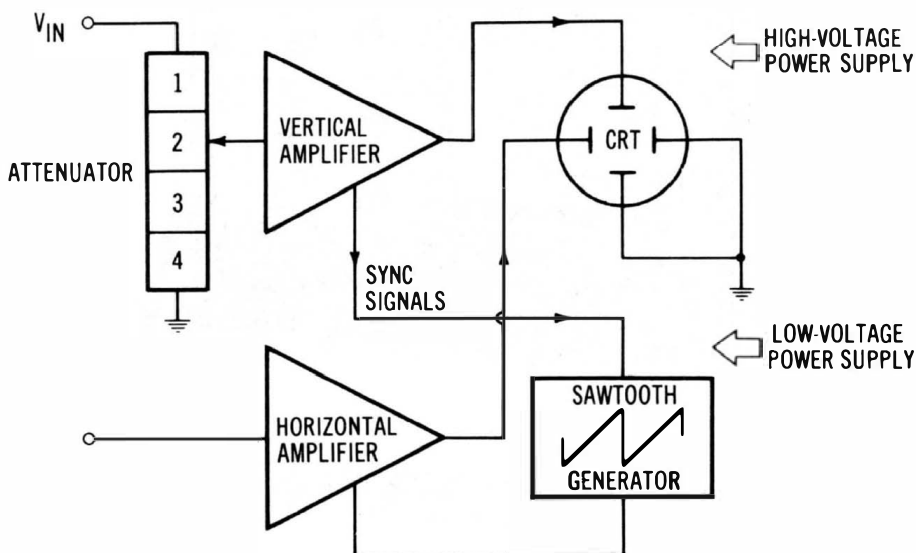 V_IN
HIGH-VOLTAGE
POWER SUPPLY
1
2
3
4
ATTENUATOR
VERTICAL
AMPLIFIER
CRT
SYNC
SIGNALS
LOW-VOLTAGE
POWER SUPPLY
HORIZONTAL
AMPLIFIER
SAWTOOTH
GENERATOR